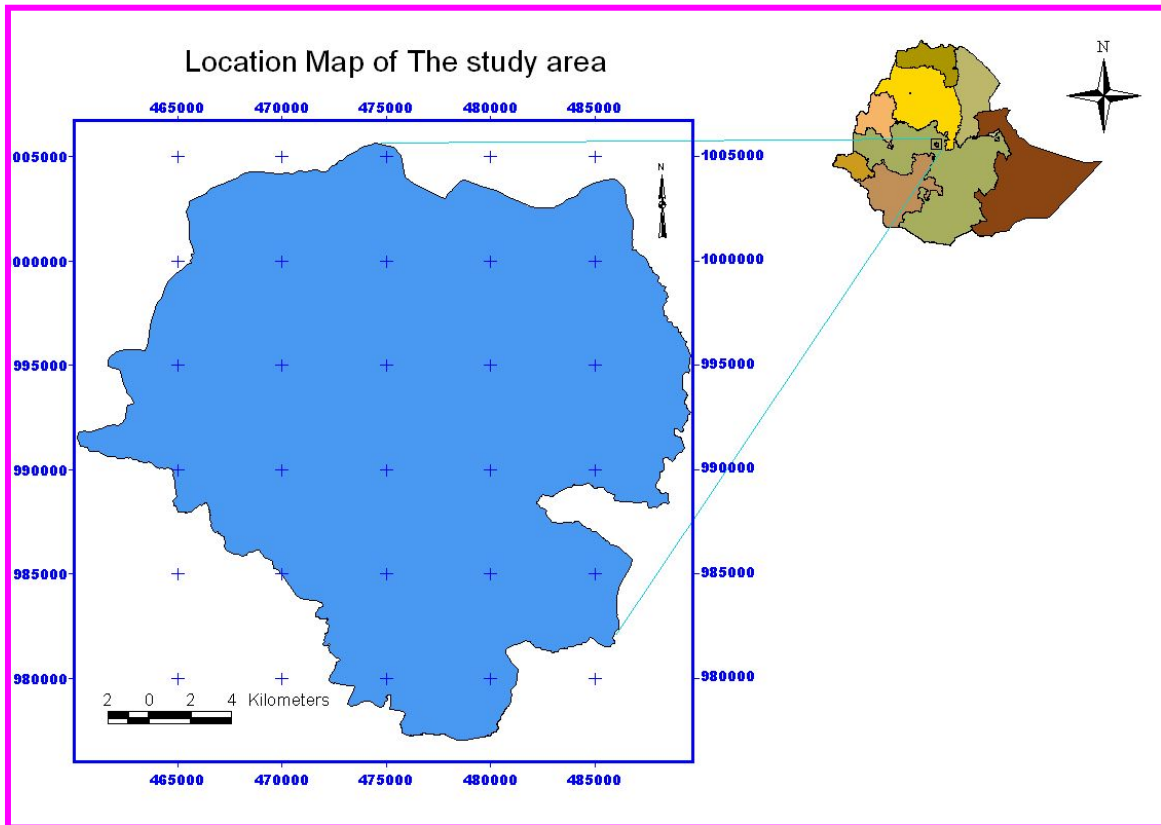 Location Map of The study area
N
465000 470000 475000 480000 485000
005000 1005000
N
000000 1000000
995000 995000
990000 990000
985000 985000
980000 980000
2 0 2 4 Kilometers
465000 470000 475000 480000 485000